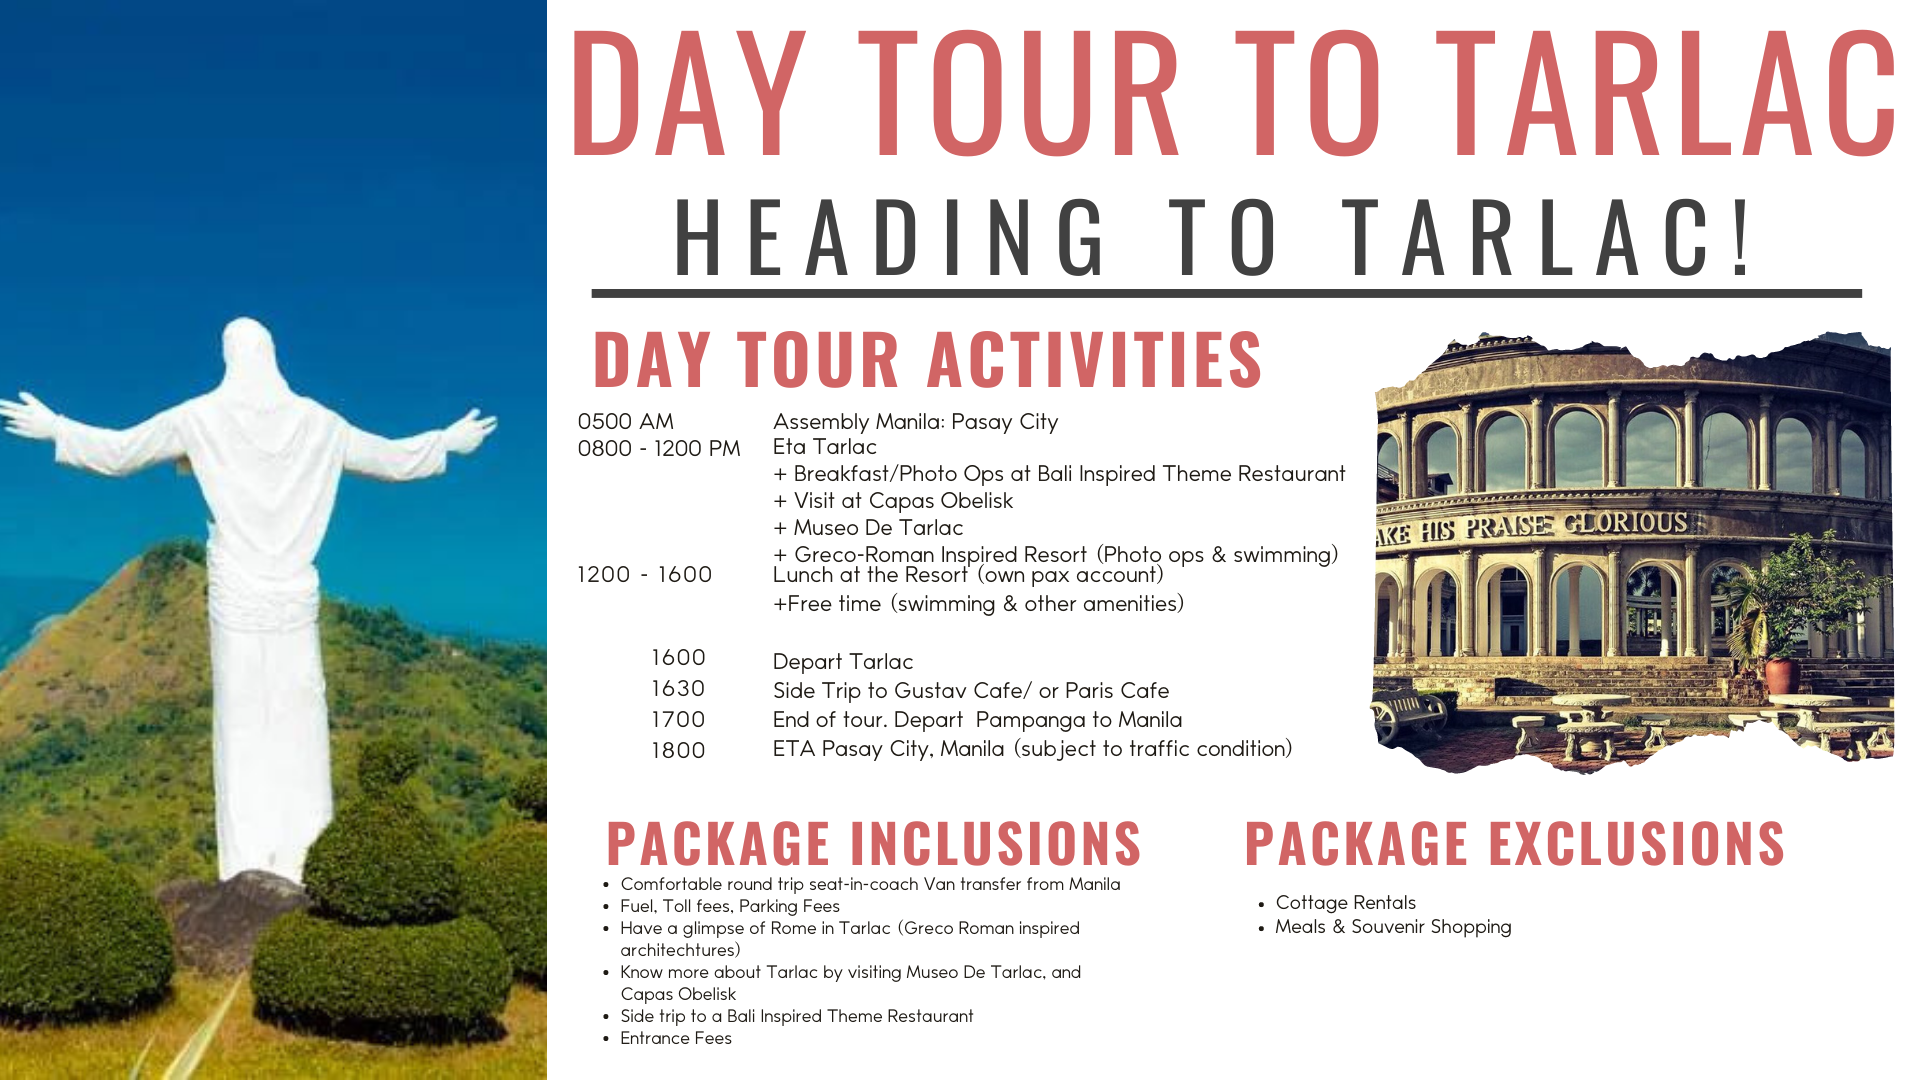 DAY TOUR TO TARLAC
HEADING TO TARLAC!
DAY TOUR ACTIVITIES
0500 AM Assembly Manila: Pasay City
0800 - 1200 PM Eta Tarlac
+ Breakfast/Photo Ops at Bali Inspired Theme Restaurant
+ Visit at Capas Obelisk
+ Museo De Tarlac
+ Greco-Roman Inspired Resort (Photo ops & swimming)
1200 - 1600 Lunch at the Resort (own pax account)
+Free time (swimming & other amenities)
1600 Depart Tarlac
1630 Side Trip to Gustav Cafe/ or Paris Cafe
1700 End of tour. Depart Pampanga to Manila
1800 ETA Pasay City, Manila (subject to traffic condition)
AKE HIS PRAISE GLORIOUS
PACKAGE INCLUSIONS
• Comfortable round trip seat-in-coach Van transfer from Manila
• Fuel, Toll fees, Parking Fees
• Have a glimpse of Rome in Tarlac (Greco Roman inspired
architechtures)
• Know more about Tarlac by visiting Museo De Tarlac, and
Capas Obelisk
• Side trip to a Bali Inspired Theme Restaurant
• Entrance Fees
PACKAGE EXCLUSIONS
• Cottage Rentals
• Meals & Souvenir Shopping